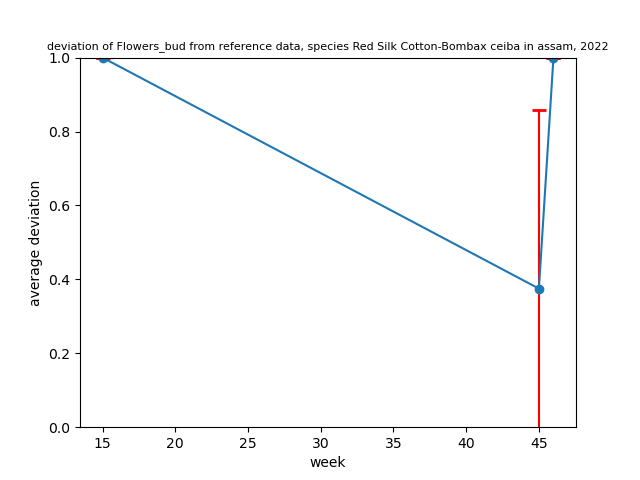 deviation of Flowers_bud from reference data, species Red Silk Cotton-Bombax ceiba in assam, 2022
1.0
0.8
0.6
0.4
0.2
0.0
average deviation
15 20 25 30 35 40 45
week